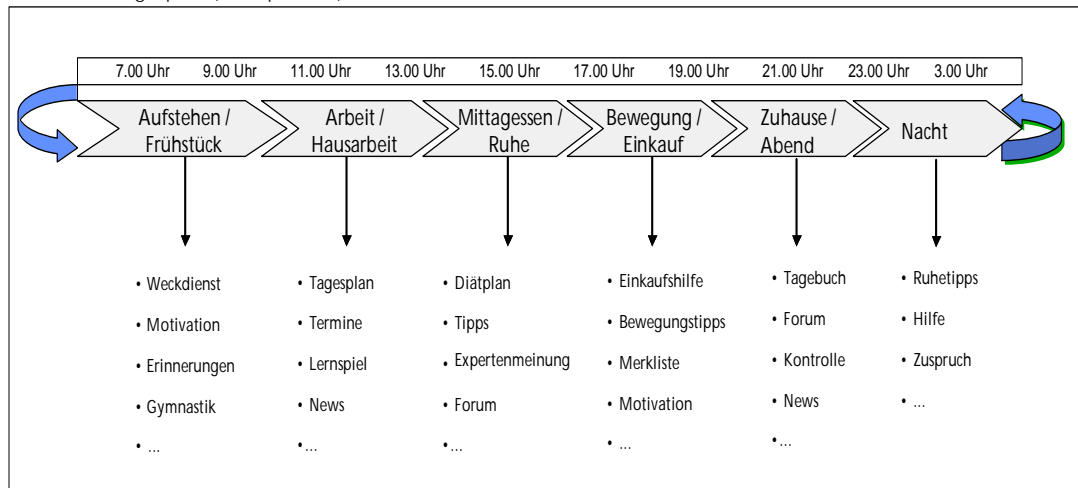 7.00 Uhr 9.00 Uhr 11.00 Uhr 13.00 Uhr 15.00 Uhr 17.00 Uhr 19.00 Uhr 21.00 Uhr 23.00 Uhr 3.00 Uhr
Aufstehen /
Frühstück
Arbeit /
Hausarbeit
Mittagessen /
Ruhe
Bewegung /
Einkauf
Zuhause /
Abend
Nacht
• Weckdienst
• Motivation
• Erinnerungen
• Gymnastik
• ...
• Tagesplan
• Termine
• Lernspiel
• News
• ...
• Diätplan
• Tipps
• Expertenmeinung
• Forum
• ...
• Einkaufshilfe
• Bewegungstipps
• Merkliste
• Motivation
• ...
• Tagebuch
• Forum
• Kontrolle
• News
• ...
• Ruhetipps
• Hilfe
• Zuspruch
• ...